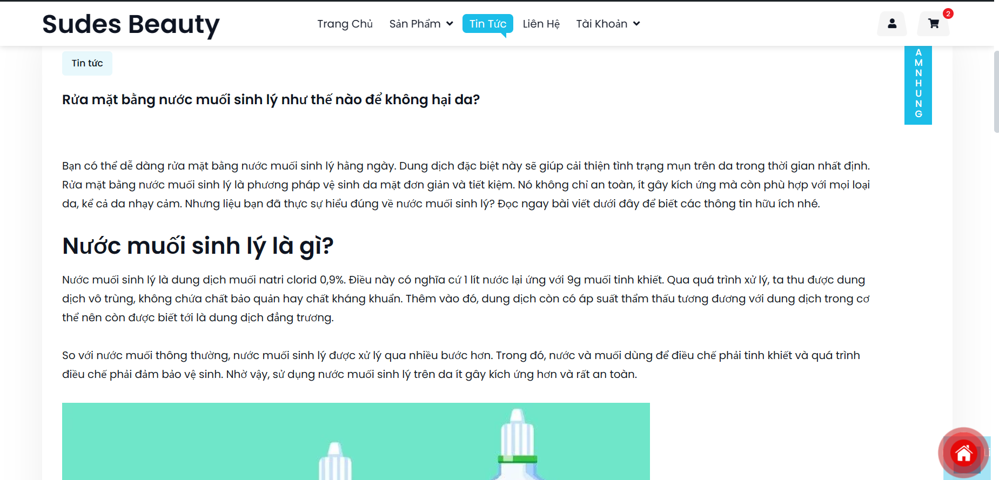 Sudes Beauty
Trang Chủ
Sản Phẩm
Tin Tức
Liên Hệ
Tài Khoản
2
Tin tức
A
M
N
H
U
N
G
Rửa mặt bằng nước muối sinh lý như thế nào để không hại da?
Bạn có thể dễ dàng rửa mặt bằng nước muối sinh lý hằng ngày. Dung dịch đặc biệt này sẽ giúp cải thiện tình trạng mụn trên da trong thời gian nhất định.
Rửa mặt bằng nước muối sinh lý là phương pháp vệ sinh da mặt đơn giản và tiết kiệm. Nó không chỉ an toàn, ít gây kích ứng mà còn phù hợp với mọi loại
da, kể cả da nhạy cảm. Nhưng liệu bạn đã thực sự hiểu đúng về nước muối sinh lý? Đọc ngay bài viết dưới đây để biết các thông tin hữu ích nhé.
Nước muối sinh lý là gì?
Nước muối sinh lý là dung dịch muối natri clorid 0,9%. Điều này có nghĩa cứ 1 lít nước lại ứng với 9g muối tinh khiết. Qua quá trình xử lý, ta thu được dung
dịch vô trùng, không chứa chất bảo quản hay chất kháng khuẩn. Thêm vào đó, dung dịch còn có áp suất thẩm thấu tương đương với dung dịch trong cơ
thể nên còn được biết tới là dung dịch đẳng trương.
So với nước muối thông thường, nước muối sinh lý được xử lý qua nhiều bước hơn. Trong đó, nước và muối dùng để điều chế phải tinh khiết và quá trình
điều chế phải đảm bảo vệ sinh. Nhờ vậy, sử dụng nước muối sinh lý trên da ít gây kích ứng hơn và rất an toàn.